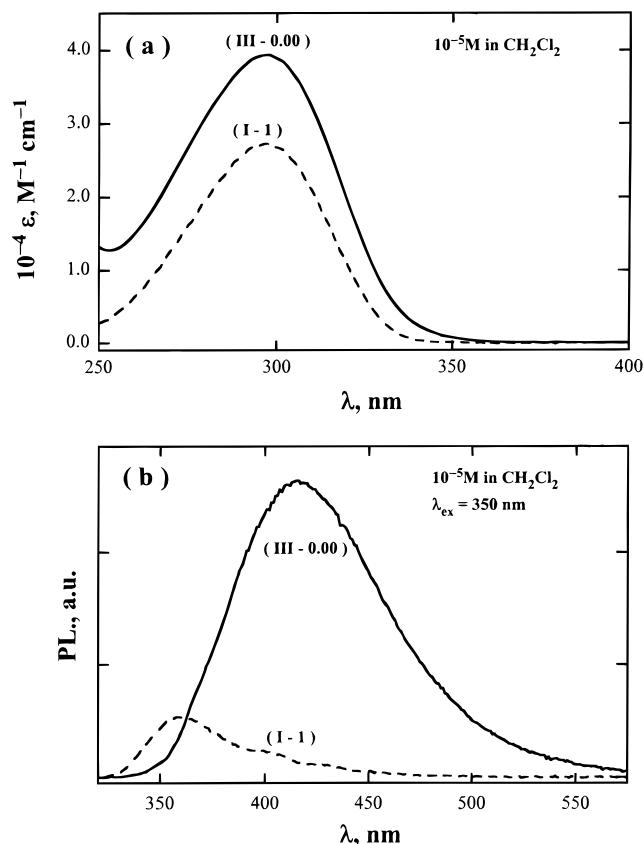 ( a )
( III - 0.00)
10⁻⁵M in CH₂Cl₂
4.0
3.0
2.0
1.0
0.0
( I - 1 )
10⁻⁴ ε, M⁻¹ cm⁻¹
250
300
350
400
λ, nm
( b )
10⁻⁵M in CH₂Cl₂
λₑₓ = 350 nm
( III - 0.00 )
PL., a.u.
( I - 1 )
350
400
450
500
550
λ, nm